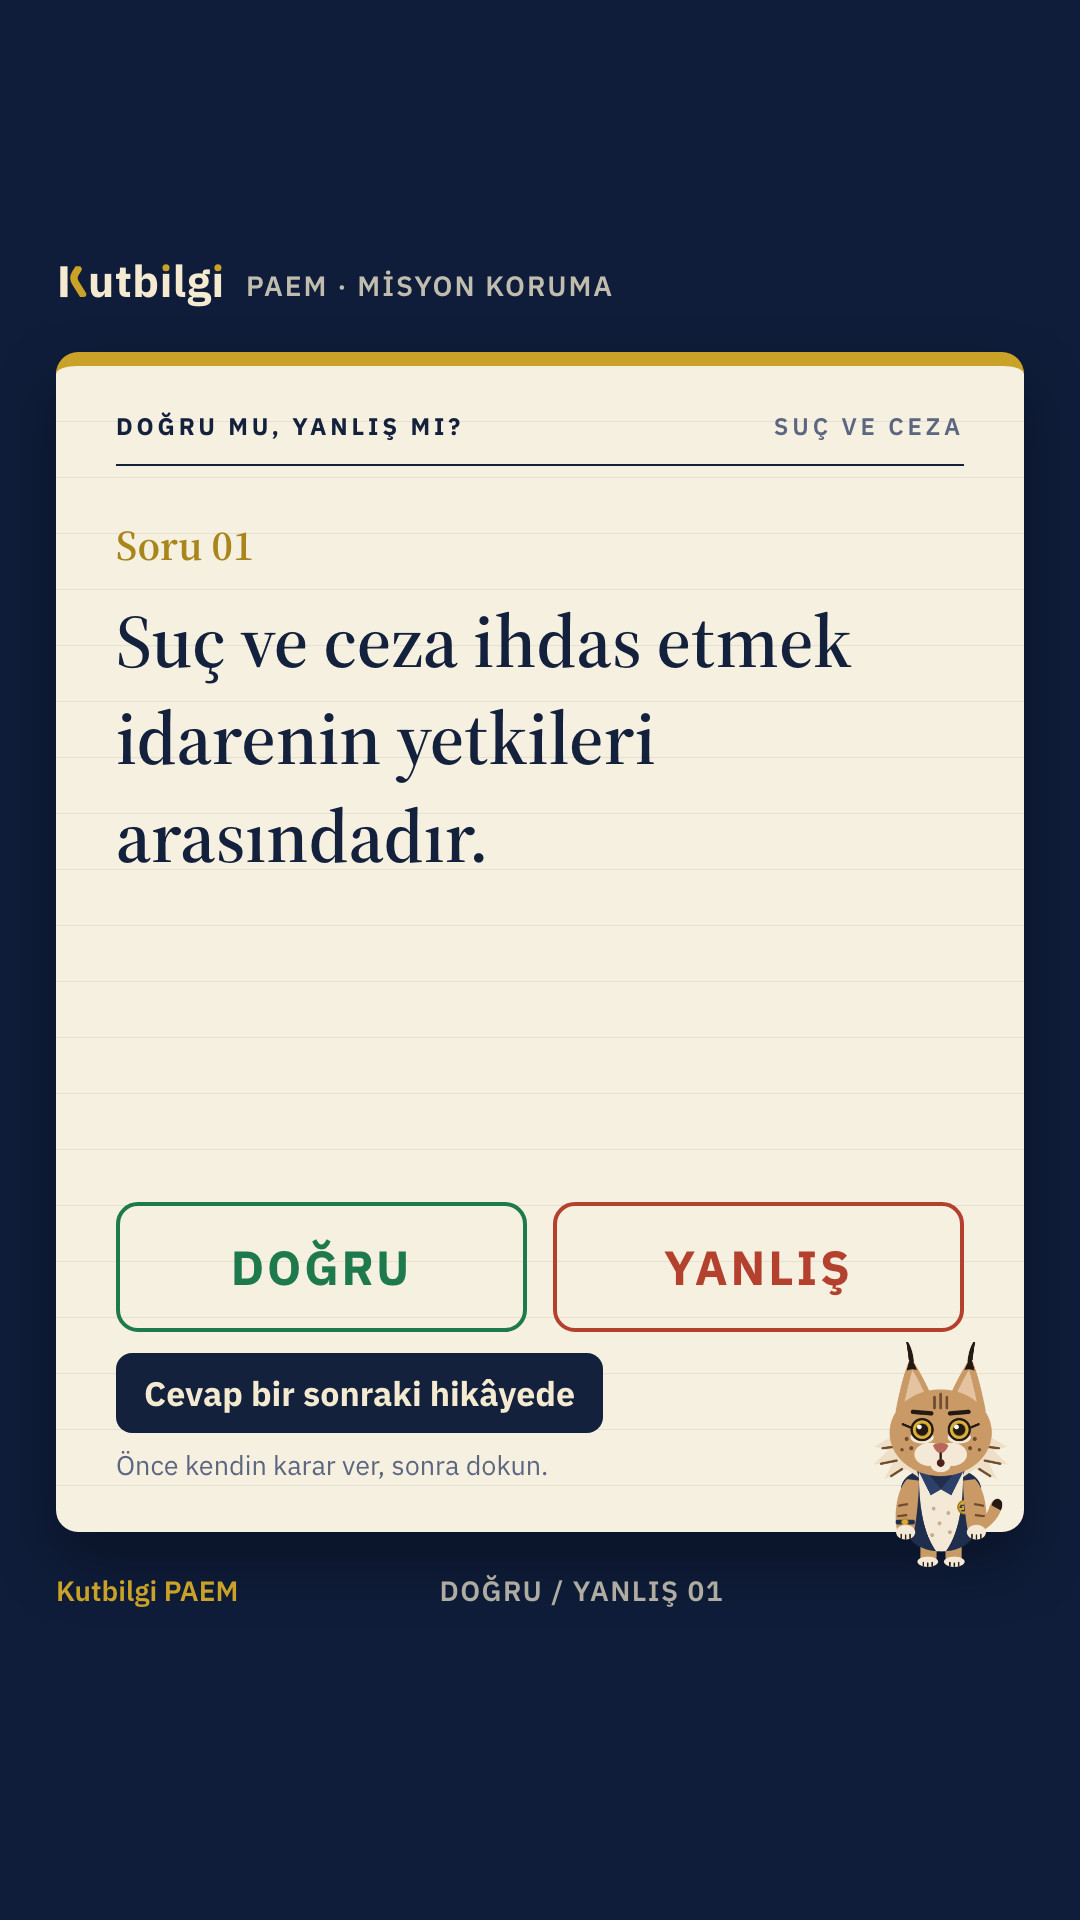 Kutbilgi PAEM · MİSYON KORUMA
DOĞRU MU, YANLIŞ MI? SUÇ VE CEZA
Soru 01
Suç ve ceza ihdas etmek
idarenin yetkileri
arasındadır.
DOĞRU YANLIŞ
Cevap bir sonraki hikâyede
Önce kendin karar ver, sonra dokun.
Kutbilgi PAEM DOĞRU / YANLIŞ 01